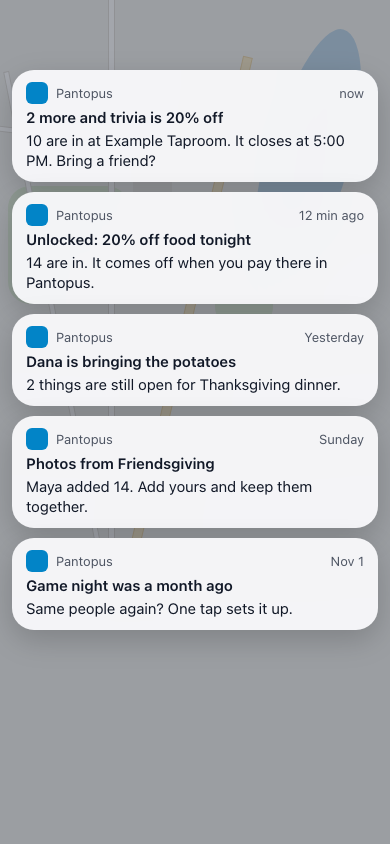 Pantopus
now
2 more and trivia is 20% off
10 are in at Example Taproom. It closes at 5:00
PM. Bring a friend?
Pantopus
12 min ago
Unlocked: 20% off food tonight
14 are in. It comes off when you pay there in
Pantopus.
Pantopus
Yesterday
Dana is bringing the potatoes
2 things are still open for Thanksgiving dinner.
Pantopus
Sunday
Photos from Friendsgiving
Maya added 14. Add yours and keep them
together.
Pantopus
Nov 1
Game night was a month ago
Same people again? One tap sets it up.